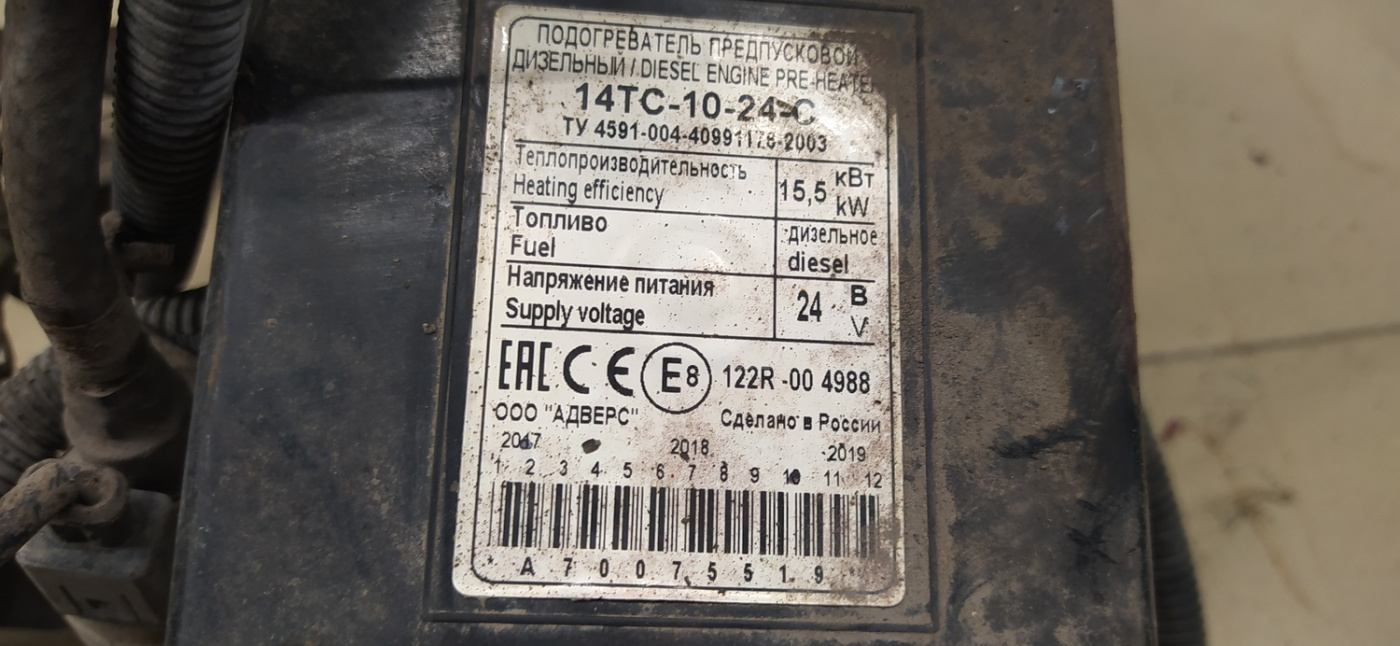 ПОДОГРЕВАТЕЛЬ ПРЕДПУСКОВОЙ
ДИЗЕЛЬНЫЙ / DIESEL ENGINE PRE-HEATER
14ТС-10-24-С
ТУ 4591-004-40991176-2003
Теплопроизводительность
Heating efficiency
15,5 кВт
kW
Топливо
Fuel
дизельное
diesel
Напряжение питания
Supply voltage
24 В
V
EAC CE E8 122R -00 4988
ООО "АДВЕРС" Сделано в России
2017 2018 2019
1 2 3 4 5 6 7 8 9 10 11 12
* A 7 0 0 7 5 5 1 9 *